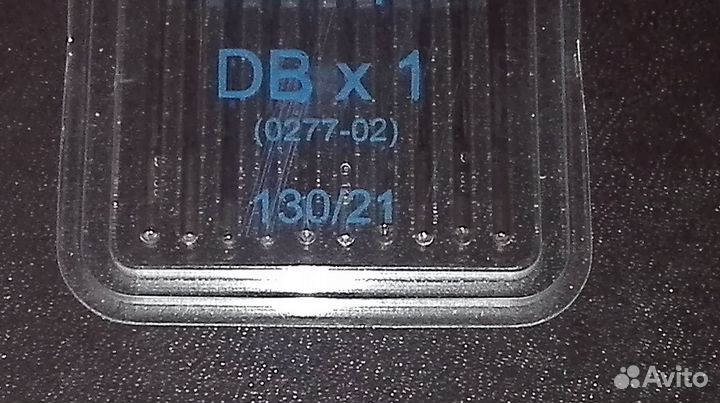 DB x 1
(0277-02)
130/21
Avito